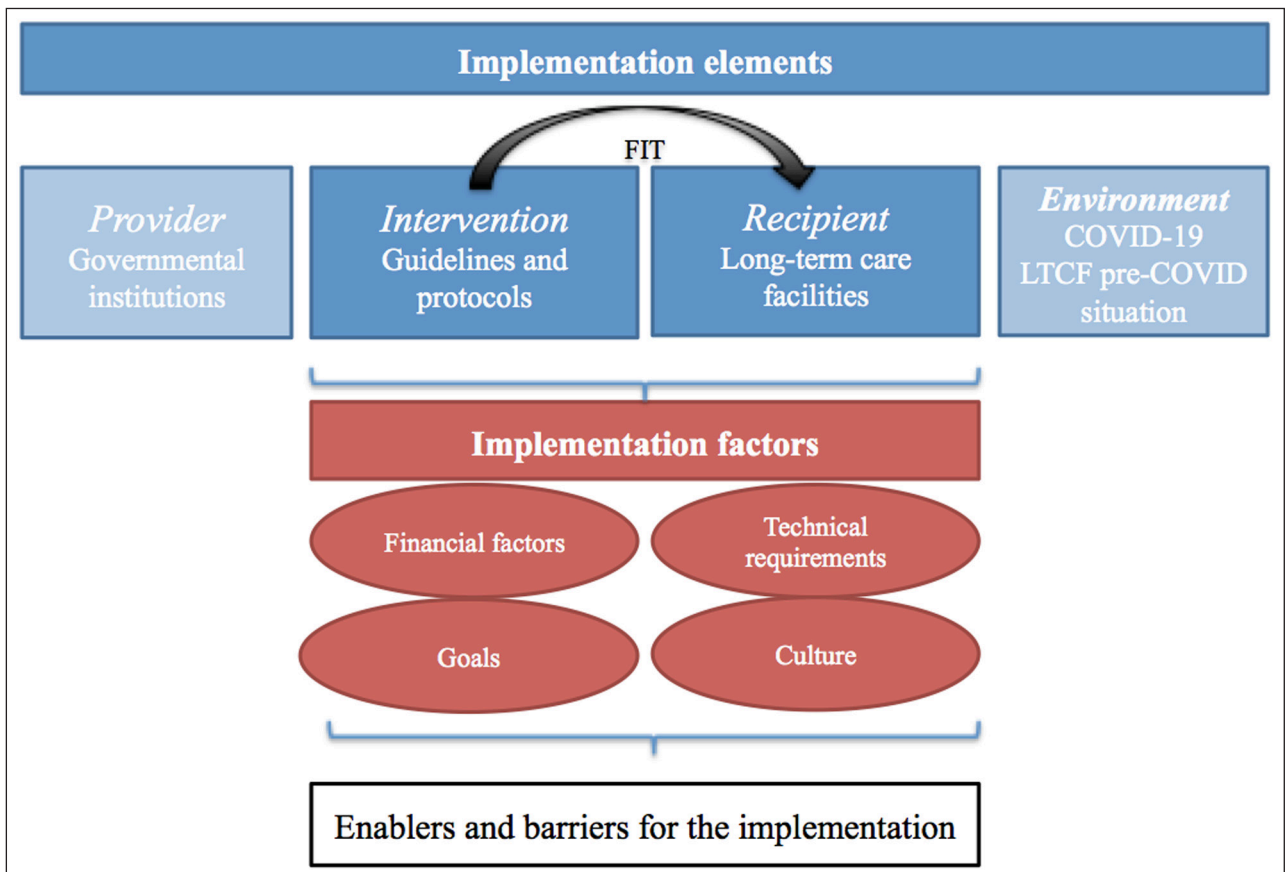 Implementation elements
FIT
Provider
Governmental
institutions
Intervention
Guidelines and
protocols
Recipient
Long-term care
facilities
Environment
COVID-19
LTCF pre-COVID
situation
Implementation factors
Financial factors
Technical
requirements
Goals
Culture
Enablers and barriers for the implementation